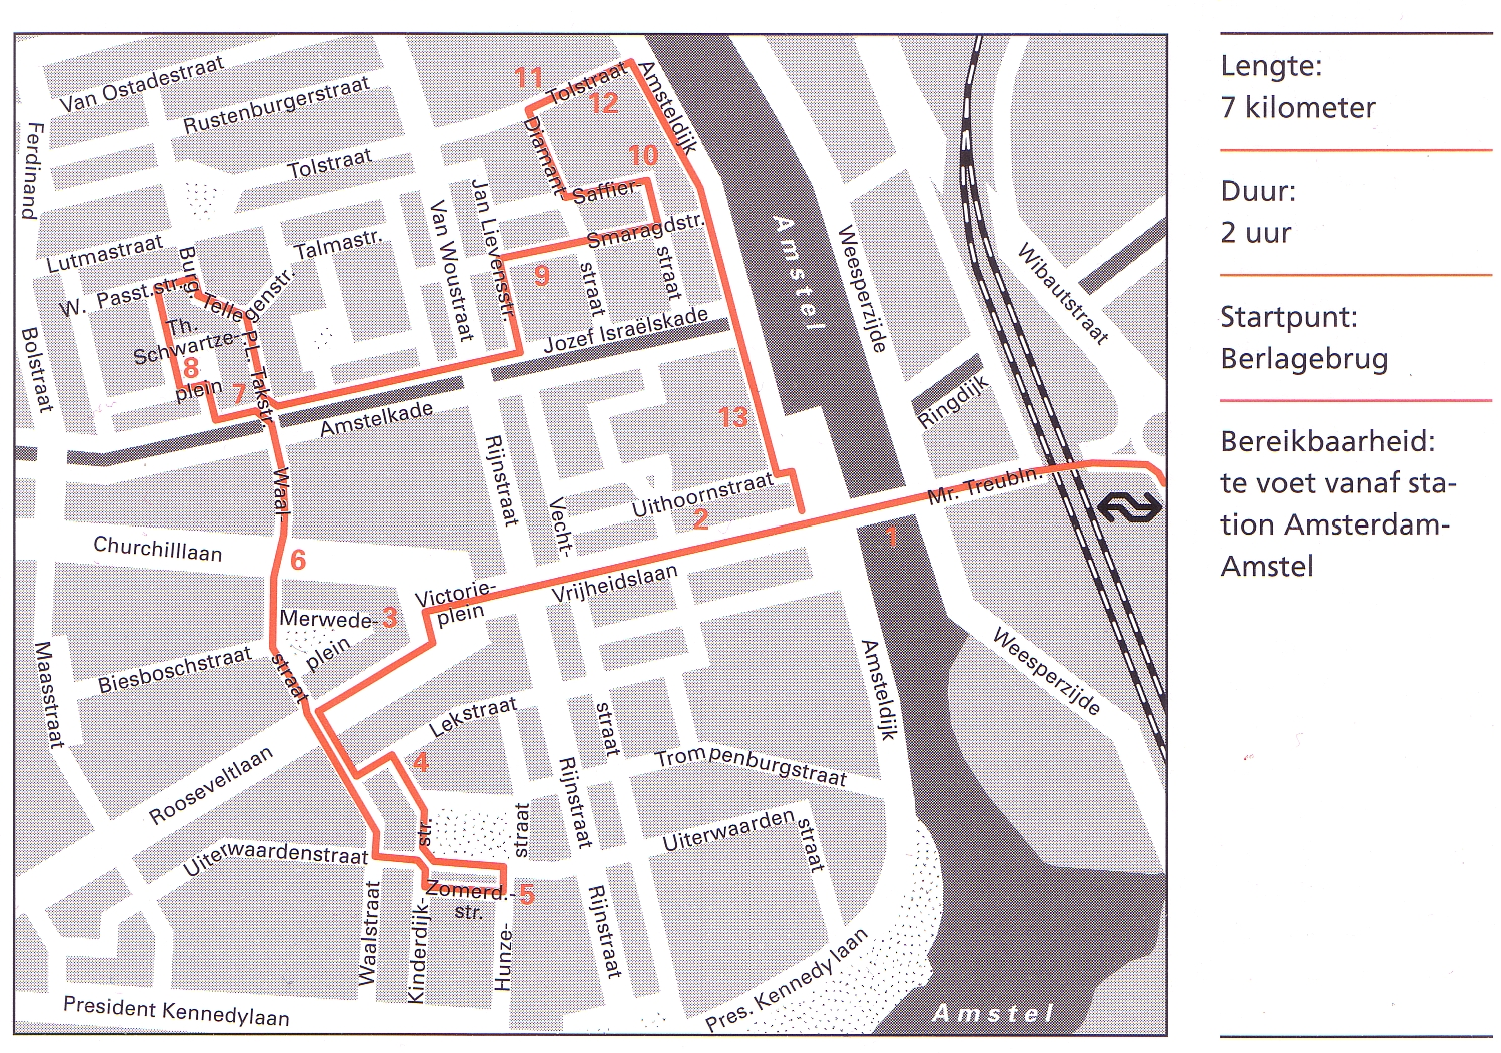 Van Ostadestraat
Rustenburgerstraat
Tolstraat
Ferdinand
Bolstraat
Lutmastraat
Burg.
Tellegenstr.
Talmastr.
W. Passt.str.
Th.
Schwartze-
plein
P.L. Takstr.
8
7
Van Woustraat
Jan Lievensstr.
11
Tolstraat
12
Diamant-
straat
10
Saffier-
straat
Smaragdstr.
9
Amsteldijk
Jozef Israëlskade
Amstelkade
13
Amstel
Weesperzijde
Wibautstraat
Ringdijk
Mr. Treubln.
1
Uithoornstraat
2
Vrijheidslaan
Rijnstraat
Vecht-
straat
Waal-
straat
Churchilllaan
6
Victorie-
plein
Merwede-
plein
3
Biesboschstraat
Maasstraat
Rooseveltlaan
Lekstraat
4
Trompenburgstraat
Amsteldijk
Weesperzijde
Rijnstraat
Uiterwaardenstraat
Uiterwaarden
straat
str.
straat
Zomerd.-
str.
5
Waalstraat
Kinderdijk-
Hunze-
Rijnstraat
President Kennedylaan
Pres. Kennedylaan
Amstel
Lengte:
7 kilometer
Duur:
2 uur
Startpunt:
Berlagebrug
Bereikbaarheid:
te voet vanaf sta-
tion Amsterdam-
Amstel